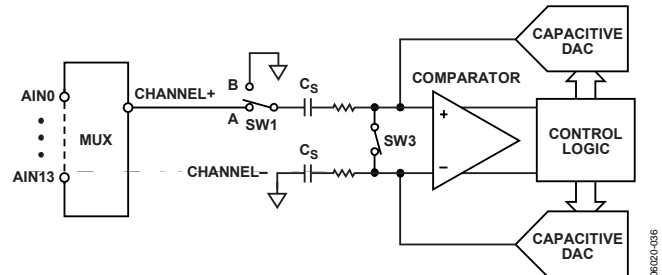 CAPACITIVE
DAC
COMPARATOR
B
A
SW1
CS
CHANNEL+
AIN0
MUX
AIN13
SW3
+
–
CONTROL
LOGIC
CHANNEL–
CS
CAPACITIVE
DAC
06020-036